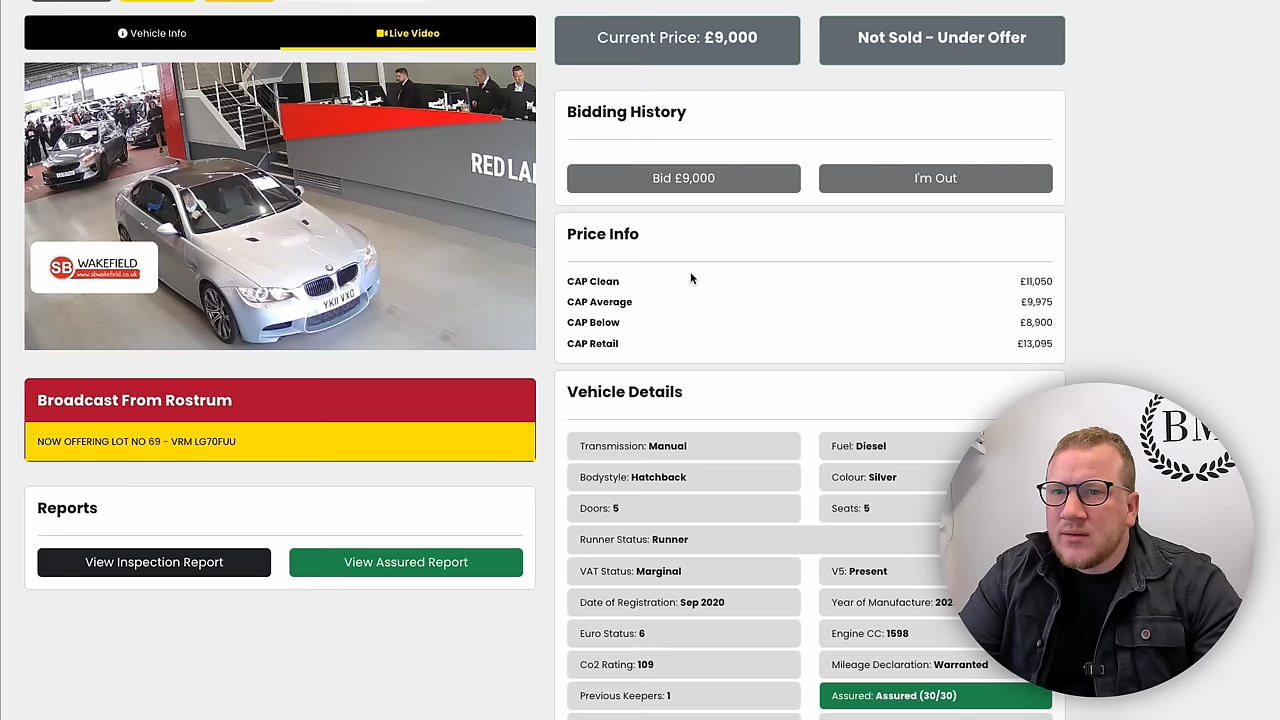 Vehicle Info
Live Video
RED LA
SB WAKEFIELD
www.sbwakefield.co.uk
YK11 VXO
Broadcast From Rostrum
NOW OFFERING LOT NO 69 - VRM LG70FUU
Reports
View Inspection Report
View Assured Report
Current Price: £9,000
Not Sold - Under Offer
Bidding History
Bid £9,000
I'm Out
Price Info
CAP Clean £11,050
CAP Average £9,975
CAP Below £8,900
CAP Retail £13,095
Vehicle Details
Transmission: Manual
Fuel: Diesel
Bodystyle: Hatchback
Colour: Silver
Doors: 5
Seats: 5
Runner Status: Runner
VAT Status: Marginal
V5: Present
Date of Registration: Sep 2020
Year of Manufacture: 202
Euro Status: 6
Engine CC: 1598
Co2 Rating: 109
Mileage Declaration: Warranted
Previous Keepers: 1
Assured: Assured (30/30)
BM